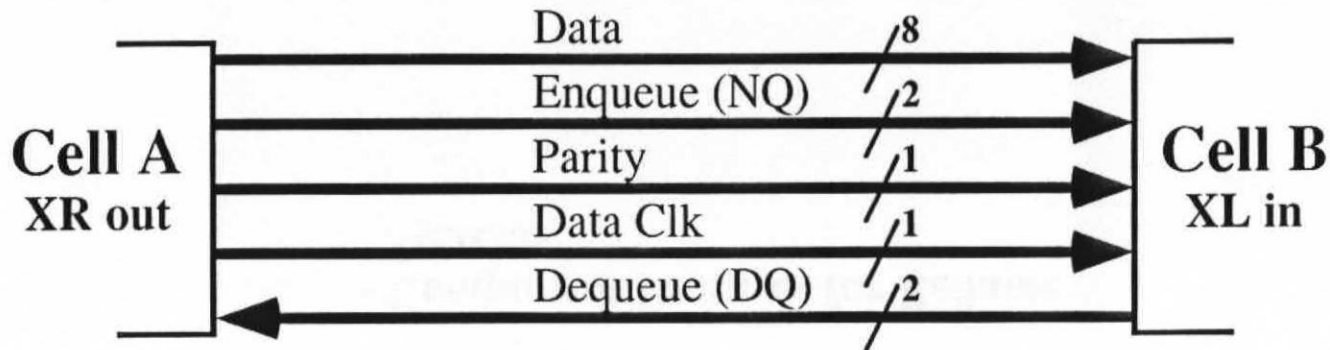 Data 8
Enqueue (NQ) 2
Cell A
XR out
Parity 1
Cell B
XL in
Data Clk 1
Dequeue (DQ) 2